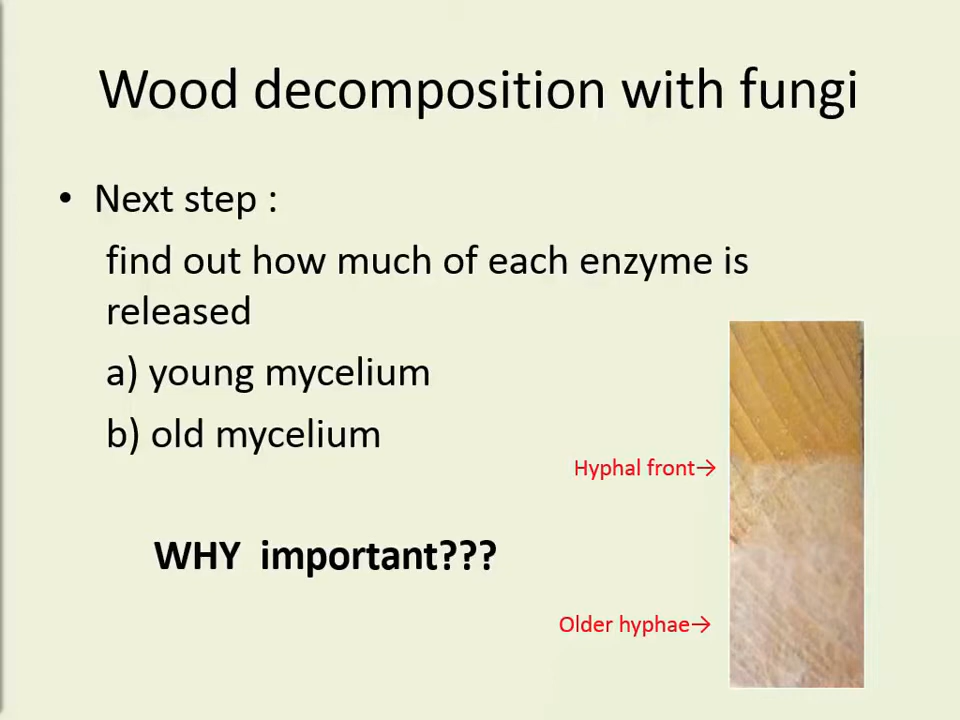 Wood decomposition with fungi
• Next step :
find out how much of each enzyme is
released
a) young mycelium
b) old mycelium
Hyphal front→
WHY important???
Older hyphae→